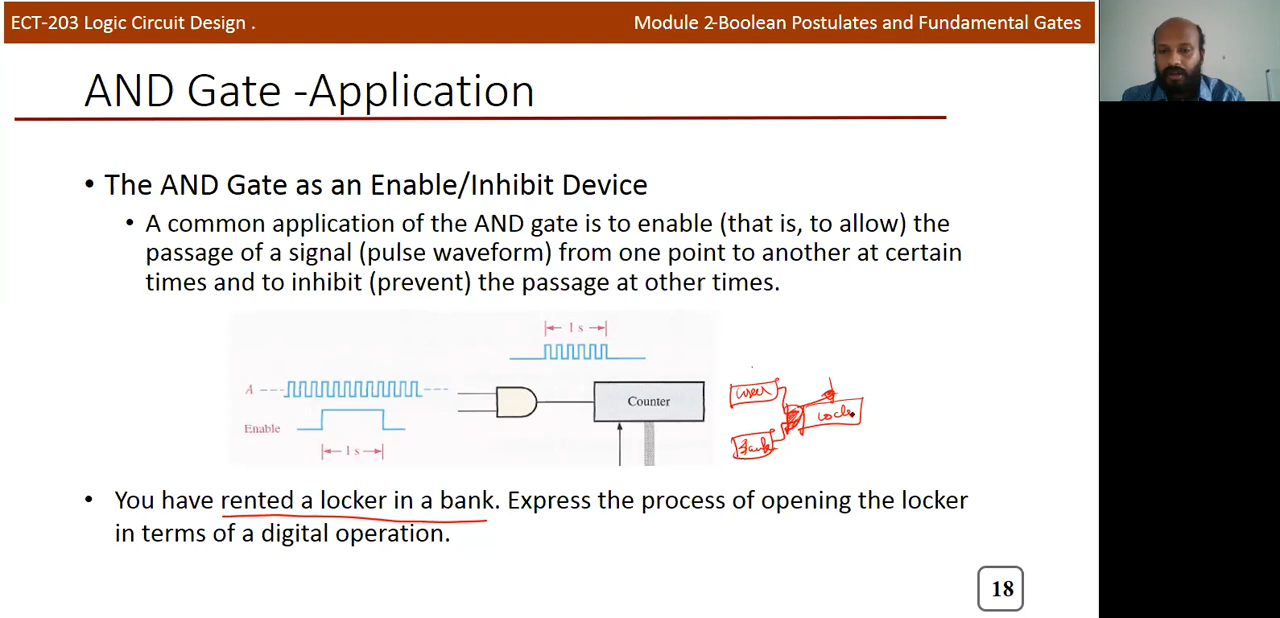 ECT-203 Logic Circuit Design .
Module 2-Boolean Postulates and Fundamental Gates
AND Gate -Application
• The AND Gate as an Enable/Inhibit Device
• A common application of the AND gate is to enable (that is, to allow) the
passage of a signal (pulse waveform) from one point to another at certain
times and to inhibit (prevent) the passage at other times.
1 s
A
Enable
1 s
Counter
user
Bank
• You have rented a locker in a bank. Express the process of opening the locker
in terms of a digital operation.
18